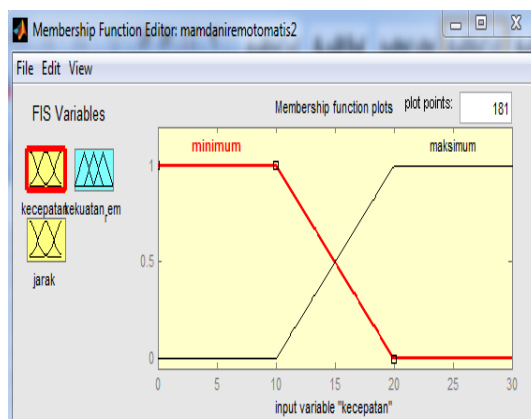 Membership Function Editor: mamdaniremotomatis2
File Edit View
FIS Variables
Membership function plots plot points: 181
kecepatan
kekuatan_rem
jarak
minimum
maksimum
1
0.5
0
0 5 10 15 20 25 30
input variable "kecepatan"